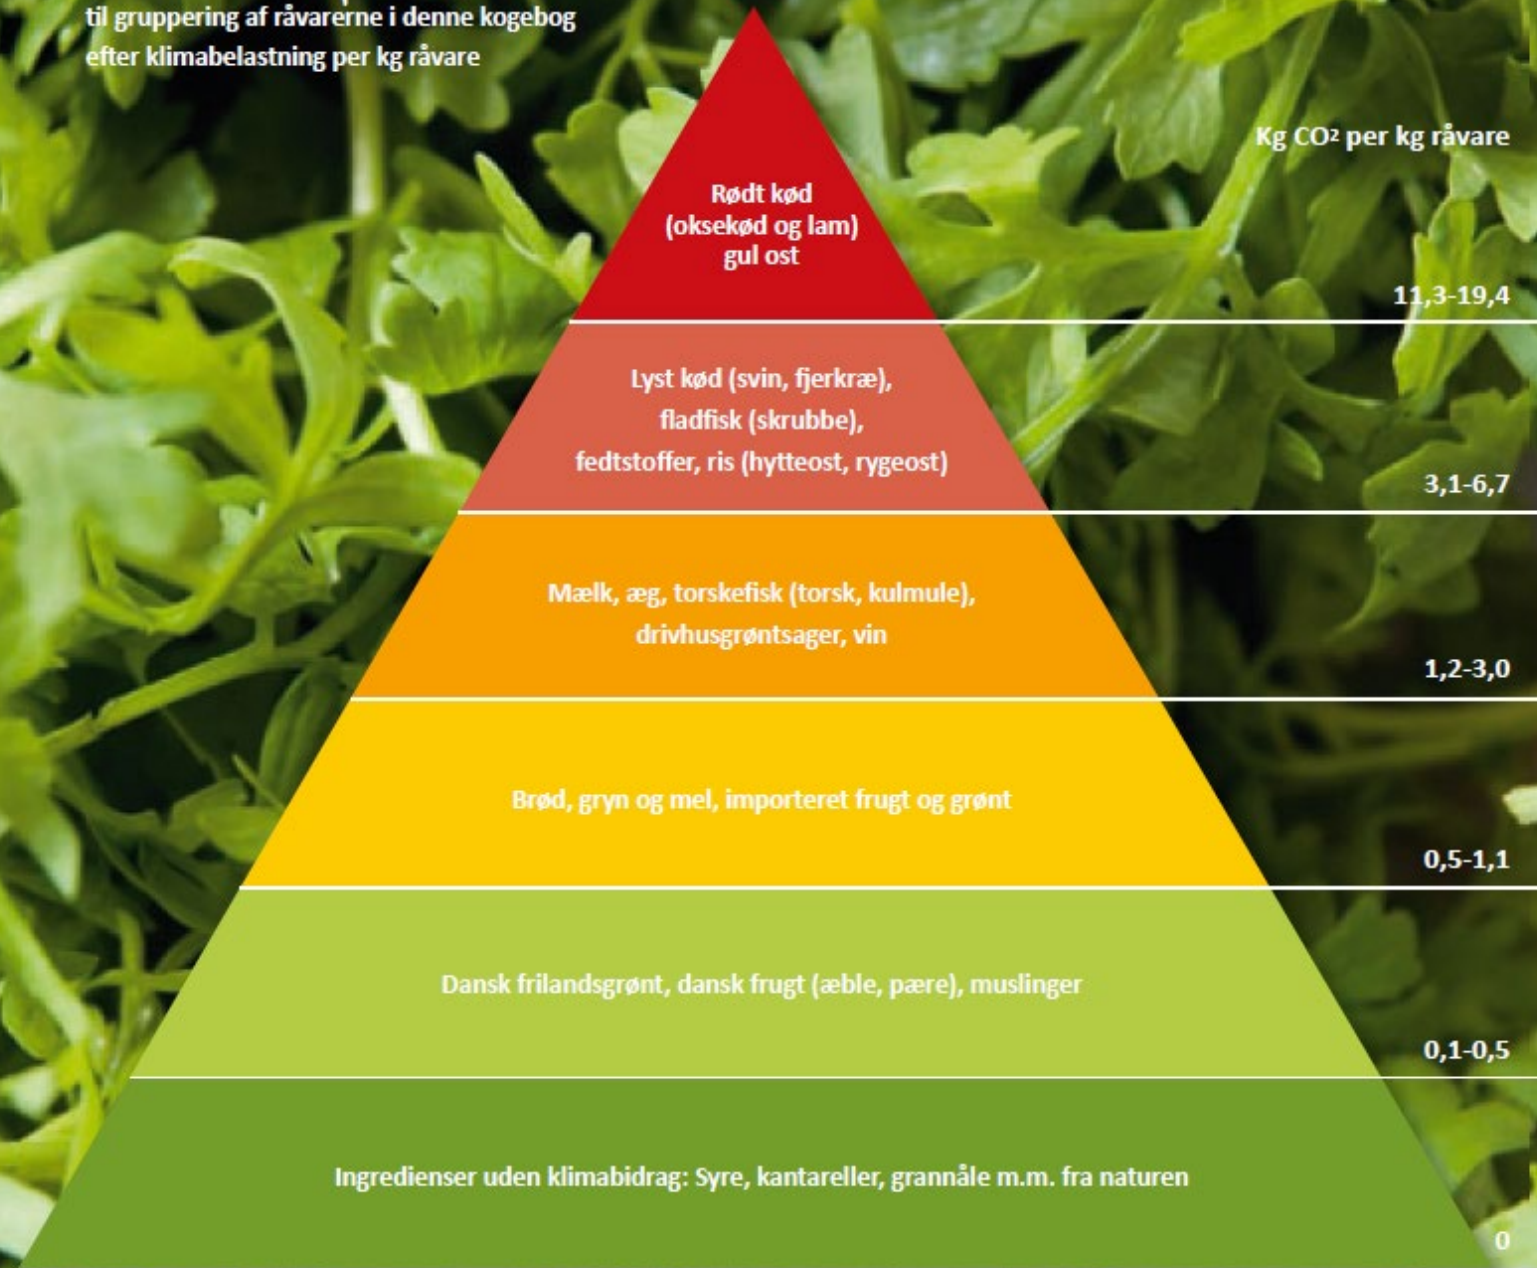 til gruppering af råvarerne i denne kogebog
efter klimabelastning per kg råvare
Kg CO² per kg råvare
Rødt kød
(oksekød og lam)
gul ost
11,3-19,4
Lyst kød (svin, fjerkræ),
fladfisk (skrubbe),
fedtstoffer, ris (hytteost, rygeost)
3,1-6,7
Mælk, æg, torskefisk (torsk, kulmule),
drivhusgrøntsager, vin
1,2-3,0
Brød, gryn og mel, importeret frugt og grønt
0,5-1,1
Dansk frilandsgrønt, dansk frugt (æble, pære), muslinger
0,1-0,5
Ingredienser uden klimabidrag: Syre, kantareller, grannåle m.m. fra naturen
0